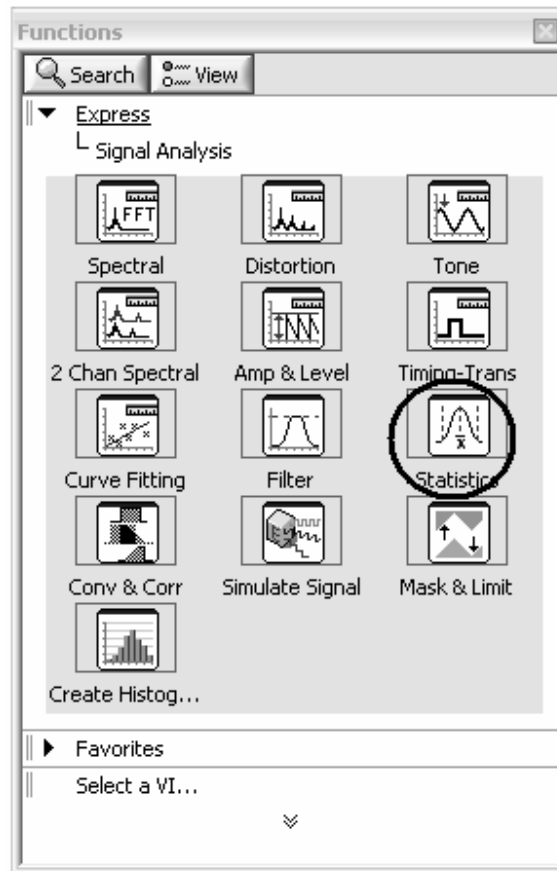 Functions
Search View
Express
Signal Analysis
FFT
Spectral Distortion Tone
2 Chan Spectral Amp & Level Timing-Trans
Curve Fitting Filter Statistics
Conv & Corr Simulate Signal Mask & Limit
Create Histog...
Favorites
Select a VI...